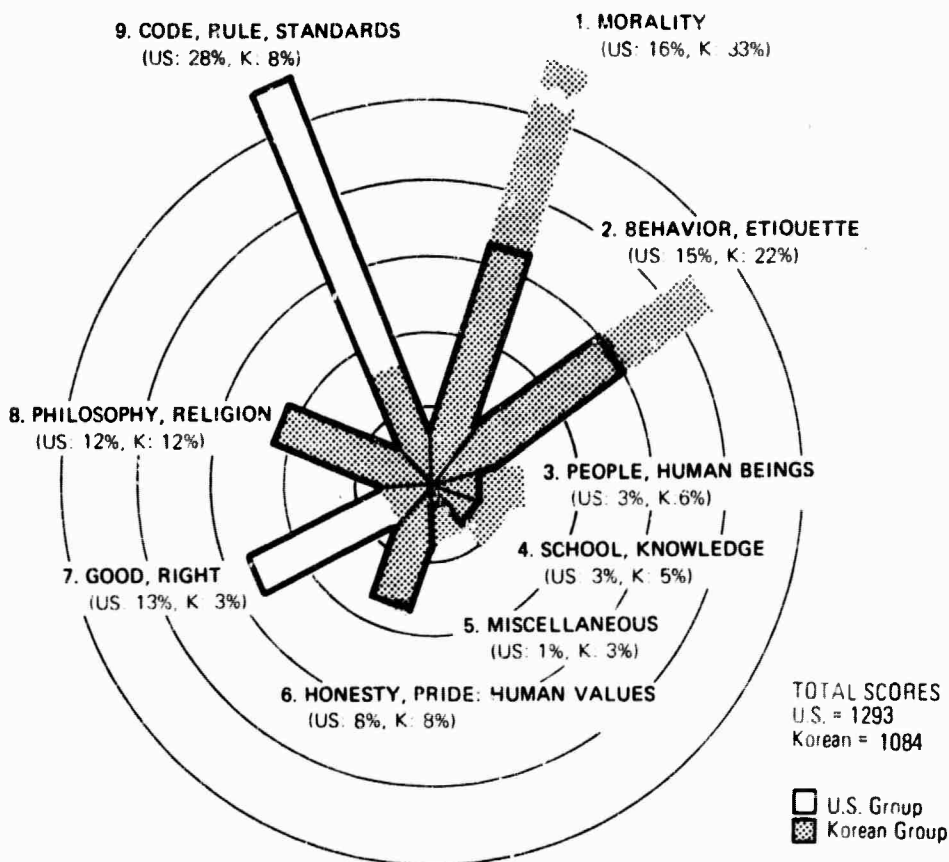 9. CODE, RULE, STANDARDS
(US: 28%, K: 8%)
1. MORALITY
(US: 16%, K: 33%)
2. BEHAVIOR, ETIQUETTE
(US: 15%, K: 22%)
8. PHILOSOPHY, RELIGION
(US: 12%, K: 12%)
3. PEOPLE, HUMAN BEINGS
(US: 3%, K: 6%)
4. SCHOOL, KNOWLEDGE
(US: 3%, K: 5%)
7. GOOD, RIGHT
(US: 13%, K: 3%)
5. MISCELLANEOUS
(US: 1%, K: 3%)
6. HONESTY, PRIDE: HUMAN VALUES
(US: 8%, K: 8%)
TOTAL SCORES
U.S. = 1293
Korean = 1084
U.S. Group
Korean Group